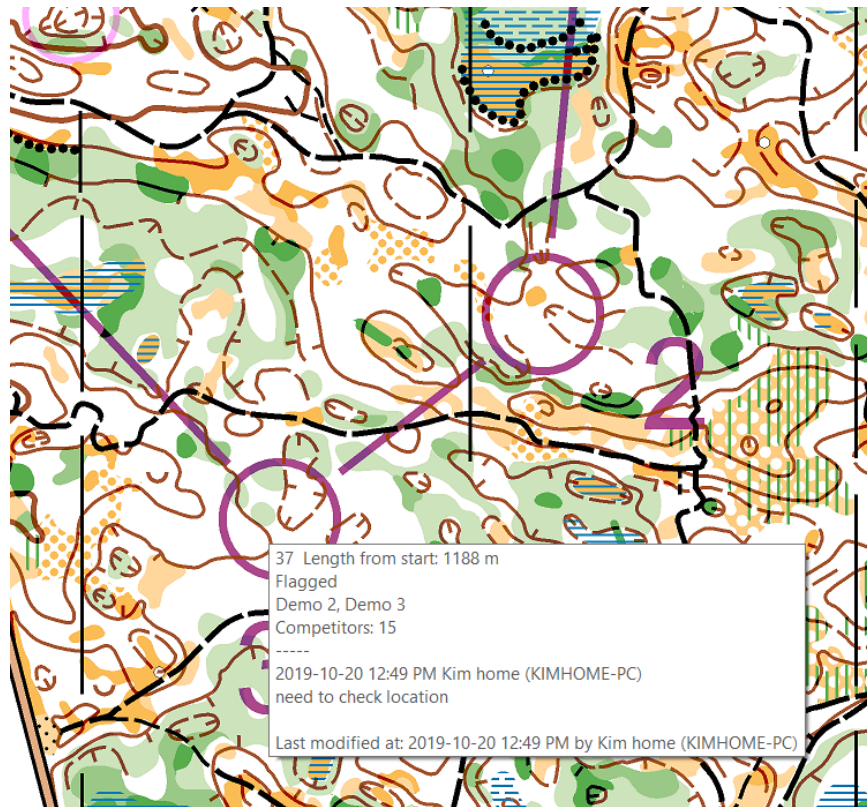 2
37 Length from start: 1188 m
Flagged
Demo 2, Demo 3
Competitors: 15
-----
2019-10-20 12:49 PM Kim home (KIMHOME-PC)
need to check location
Last modified at: 2019-10-20 12:49 PM by Kim home (KIMHOME-PC)
3